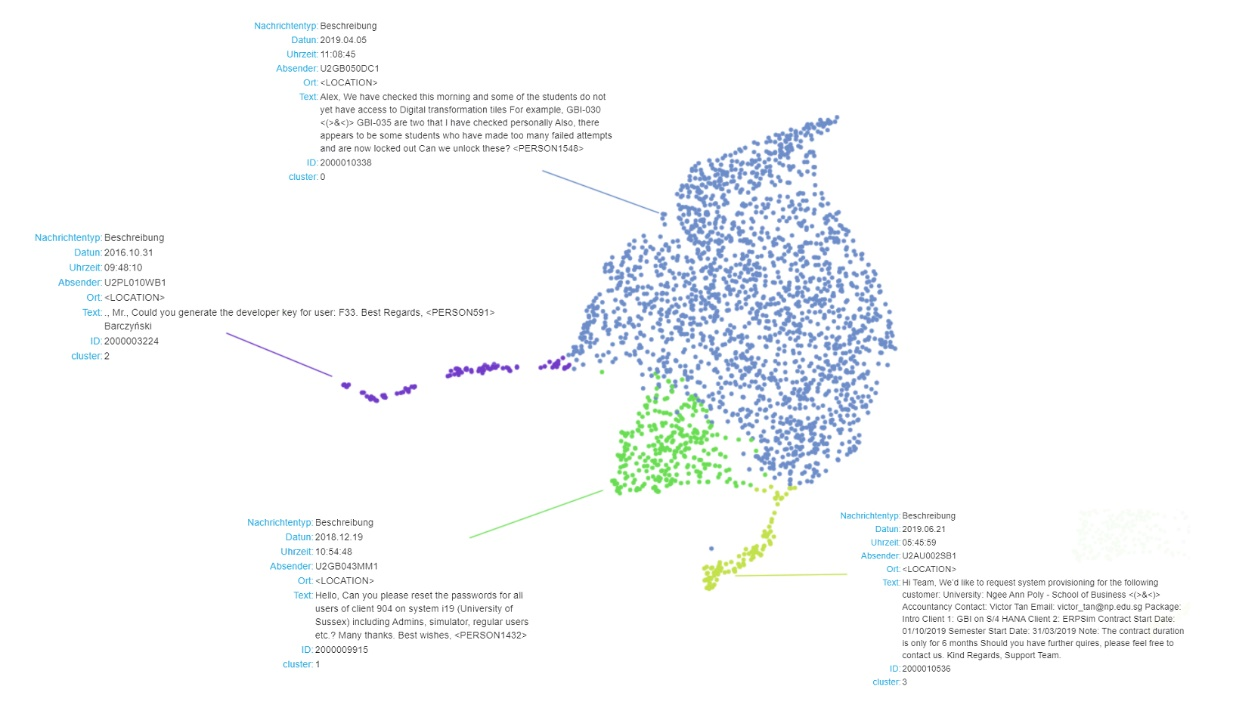 Nachrichtentyp: Beschreibung
Datun: 2019.04.05
Uhrzeit: 11:08:45
Absender: U2GB050DC1
Ort: <LOCATION>
Text: Alex, We have checked this morning and some of the students do not
yet have access to Digital transformation tiles For example, GBI-030
<(>&<)> GBI-035 are two that I have checked personally Also, there
appears to be some students who have made too many failed attempts
and are now locked out Can we unlock these? <PERSON1548>
ID: 2000010338
cluster: 0
Nachrichtentyp: Beschreibung
Datun: 2016.10.31
Uhrzeit: 09:48:10
Absender: U2PL010WB1
Ort: <LOCATION>
Text: ., Mr., Could you generate the developer key for user: F33. Best Regards, <PERSON591>
Barczyński
ID: 2000003224
cluster: 2
Nachrichtentyp: Beschreibung
Datun: 2018.12.19
Uhrzeit: 10:54:48
Absender: U2GB043MM1
Ort: <LOCATION>
Text: Hello, Can you please reset the passwords for all
users of client 904 on system i19 (University of
Sussex) including Admins, simulator, regular users
etc.? Many thanks. Best wishes, <PERSON1432>
ID: 2000009915
cluster: 1
Nachrichtentyp: Beschreibung
Datun: 2019.06.21
Uhrzeit: 05:45:59
Absender: U2AU002SB1
Ort: <LOCATION>
Text: Hi Team, We'd like to request system provisioning for the following
customer: University: Ngee Ann Poly - School of Business <(>&<)>
Accountancy Contact: Victor Tan Email: victor_tan@np.edu.sg Package:
Intro Client 1: GBI on S/4 HANA Client 2: ERPSim Contract Start Date:
01/10/2019 Semester Start Date: 31/03/2019 Note: The contract duration
is only for 6 months Should you have further quires, please feel free to
contact us. Kind Regards, Support Team.
ID: 2000010536
cluster: 3